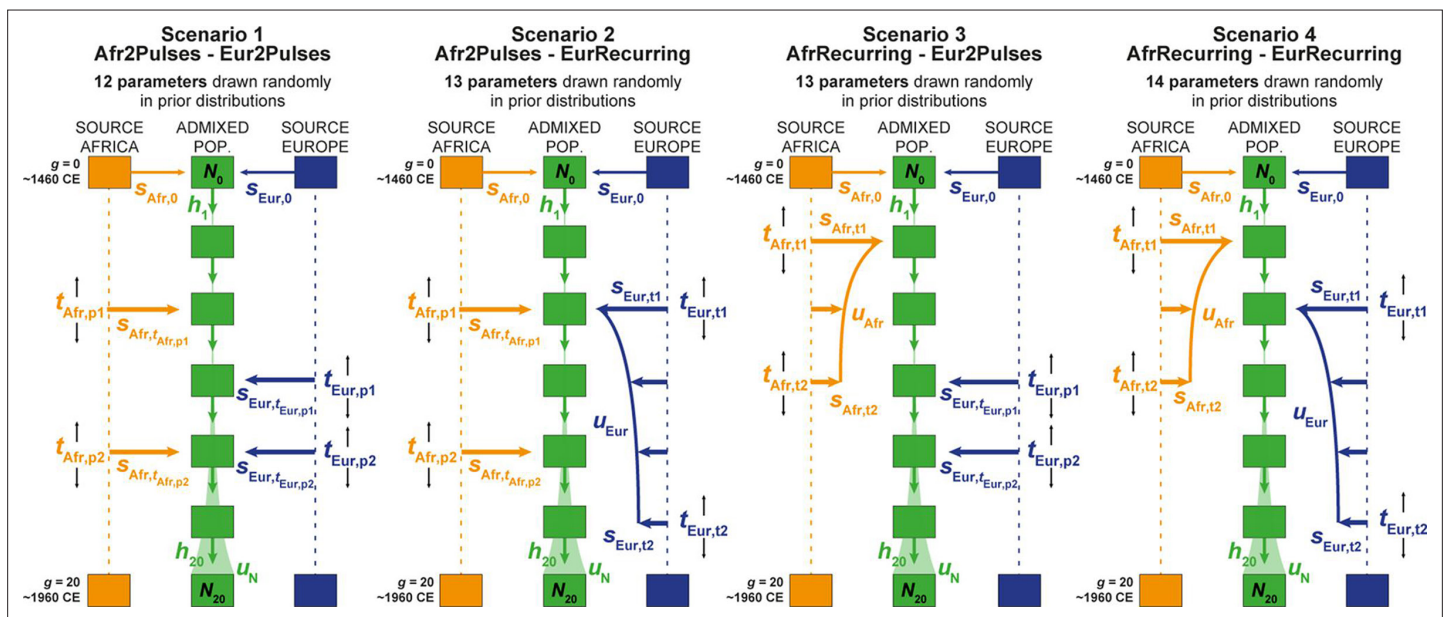 Scenario 1
Afr2Pulses - Eur2Pulses
12 parameters drawn randomly
in prior distributions
SOURCE AFRICA
ADMIXED POP.
SOURCE EUROPE
g = 0
~1460 CE
N0
sAfr,0
sEur,0
h1
tAfr,p1
sAfr,tAfr,p1
tEur,p1
sEur,tEur,p1
tAfr,p2
sAfr,tAfr,p2
tEur,p2
sEur,tEur,p2
h20
uN
g = 20
~1960 CE
N20
Scenario 2
Afr2Pulses - EurRecurring
13 parameters drawn randomly
in prior distributions
SOURCE AFRICA
ADMIXED POP.
SOURCE EUROPE
g = 0
~1460 CE
N0
sAfr,0
sEur,0
h1
sEur,t1
tAfr,p1
tEur,t1
sAfr,tAfr,p1
uEur
tAfr,p2
sAfr,tAfr,p2
tEur,t2
sEur,t2
h20
uN
g = 20
~1960 CE
N20
Scenario 3
AfrRecurring - Eur2Pulses
13 parameters drawn randomly
in prior distributions
SOURCE AFRICA
ADMIXED POP.
SOURCE EUROPE
g = 0
~1460 CE
N0
sAfr,0
sEur,0
h1
sAfr,t1
tAfr,t1
uAfr
tAfr,t2
sAfr,t2
tEur,p1
sEur,tEur,p1
tEur,p2
sEur,tEur,p2
h20
uN
g = 20
~1960 CE
N20
Scenario 4
AfrRecurring - EurRecurring
14 parameters drawn randomly
in prior distributions
SOURCE AFRICA
ADMIXED POP.
SOURCE EUROPE
g = 0
~1460 CE
N0
sAfr,0
sEur,0
h1
sAfr,t1
tAfr,t1
sEur,t1
tEur,t1
uAfr
tAfr,t2
sAfr,t2
uEur
tEur,t2
sEur,t2
h20
uN
g = 20
~1960 CE
N20